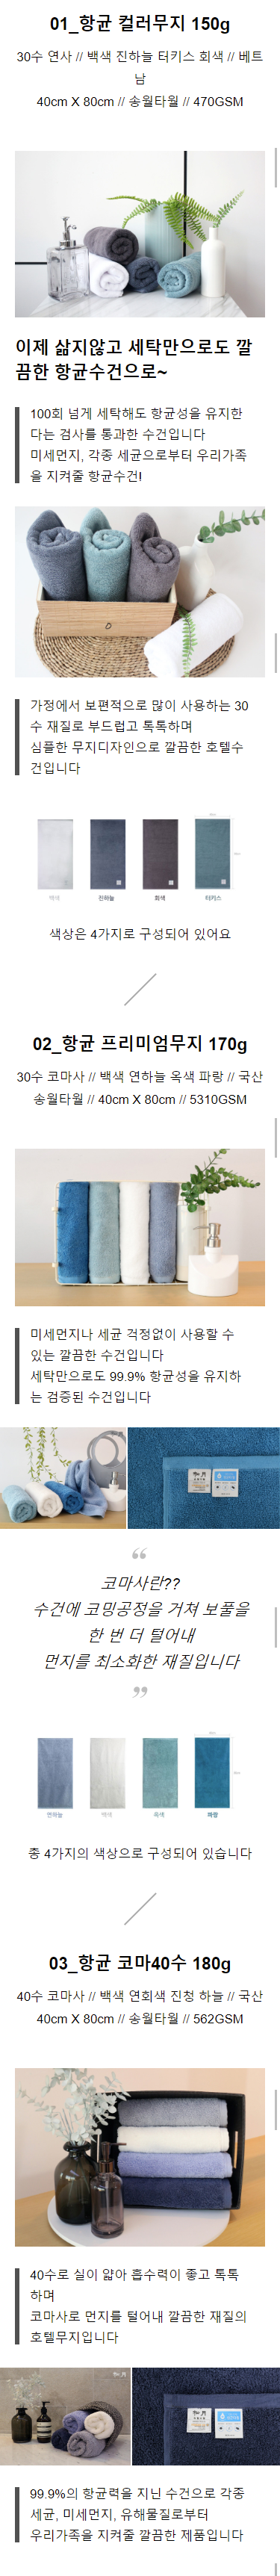 01_항균 컬러무지 150g
30수 연사 // 백색 진하늘 터키스 회색 // 베트
남
40cm X 80cm // 송월타월 // 470GSM
이제 삶지않고 세탁만으로도 깔
끔한 항균수건으로~
100회 넘게 세탁해도 항균성을 유지한
다는 검사를 통과한 수건입니다
미세먼지, 각종 세균으로부터 우리가족
을 지켜줄 항균수건!
가정에서 보편적으로 많이 사용하는 30
수 재질로 부드럽고 톡톡하며
심플한 무지디자인으로 깔끔한 호텔수
건입니다
백색 진하늘 회색 터키스
색상은 4가지로 구성되어 있어요
02_항균 프리미엄무지 170g
30수 코마사 // 백색 연하늘 옥색 파랑 // 국산
송월타월 // 40cm X 80cm // 5310GSM
미세먼지나 세균 걱정없이 사용할 수
있는 깔끔한 수건입니다
세탁만으로도 99.9% 항균성을 유지하
는 검증된 수건입니다
❝
코마사란??
수건에 코밍공정을 거쳐 보풀을
한 번 더 털어내
먼지를 최소화한 재질입니다
❞
연하늘 백색 옥색 파랑
총 4가지의 색상으로 구성되어 있습니다
03_항균 코마40수 180g
40수 코마사 // 백색 연회색 진청 하늘 // 국산
40cm X 80cm // 송월타월 // 562GSM
40수로 실이 얇아 흡수력이 좋고 톡톡
하며
코마사로 먼지를 털어내 깔끔한 재질의
호텔무지입니다
99.9%의 항균력을 지닌 수건으로 각종
세균, 미세먼지, 유해물질로부터
우리가족을 지켜줄 깔끔한 제품입니다